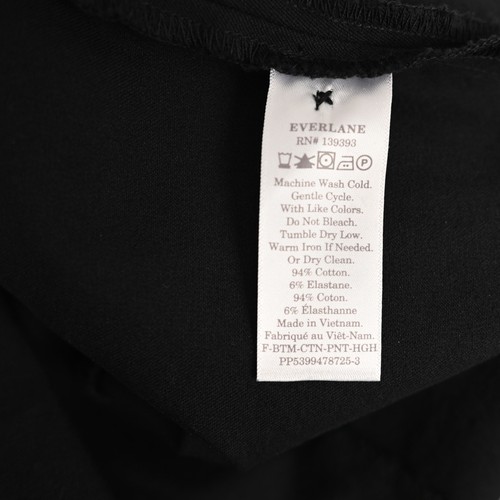 EVERLANE
RN# 139393
Machine Wash Cold.
Gentle Cycle.
With Like Colors.
Do Not Bleach.
Tumble Dry Low.
Warm Iron If Needed.
Or Dry Clean.
94% Cotton.
6% Elastane.
94% Coton.
6% Élasthanne
Made in Vietnam.
Fabriqué au Viêt-Nam.
F-BTM-CTN-PNT-HGH
PP5399478725-3